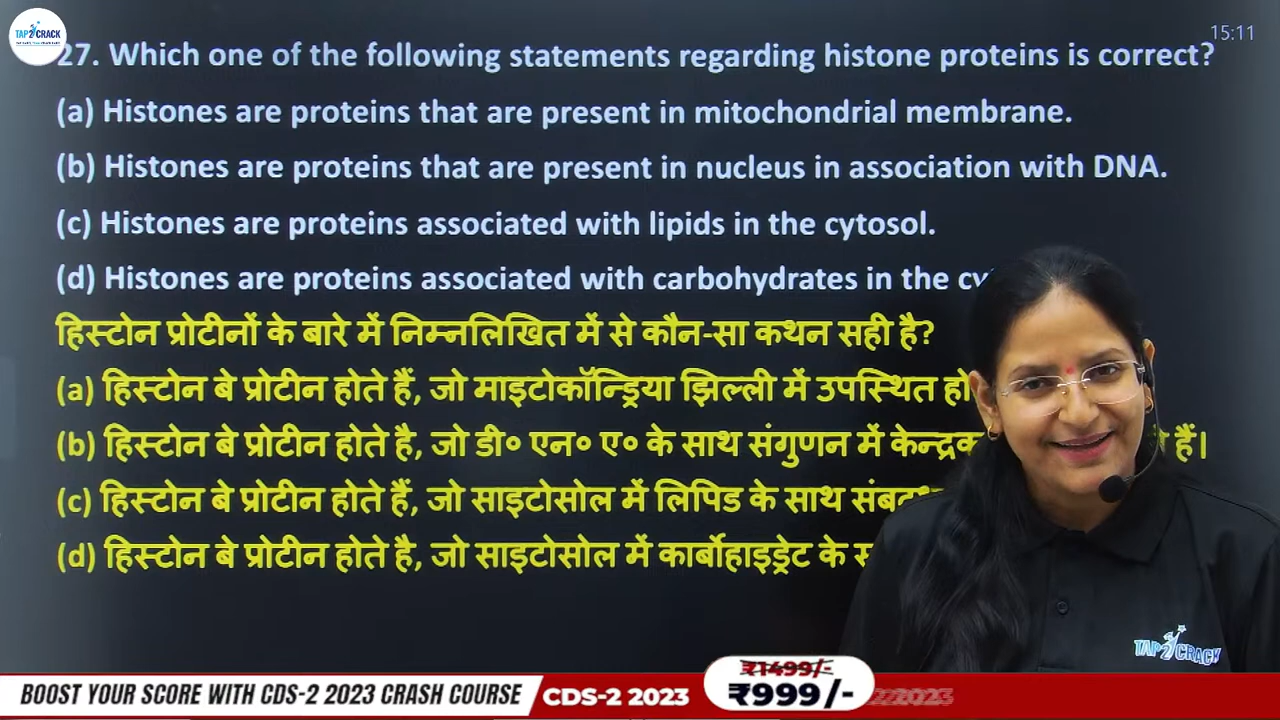 TAP2CRACK
15:11
27. Which one of the following statements regarding histone proteins is correct?
(a) Histones are proteins that are present in mitochondrial membrane.
(b) Histones are proteins that are present in nucleus in association with DNA.
(c) Histones are proteins associated with lipids in the cytosol.
(d) Histones are proteins associated with carbohydrates in the
हिस्टोन प्रोटीनों के बारे में निम्नलिखित में से कौन-सा कथन सही है?
(a) हिस्टोन बे प्रोटीन होते हैं, जो माइटोकॉन्ड्रिया झिल्ली में उपस्थित
(b) हिस्टोन बे प्रोटीन होते है, जो डी॰ एन॰ ए॰ के साथ संगुणन में हैं।
(c) हिस्टोन बे प्रोटीन होते हैं, जो साइटोसोल में लिपिड के साथ
(d) हिस्टोन बे प्रोटीन होते है, जो साइटोसोल में कार्बोहाइड्रेट के
TAP2CRACK
BOOST YOUR SCORE WITH CDS-2 2023 CRASH COURSE
CDS-2 2023
₹1499/-
₹999/-